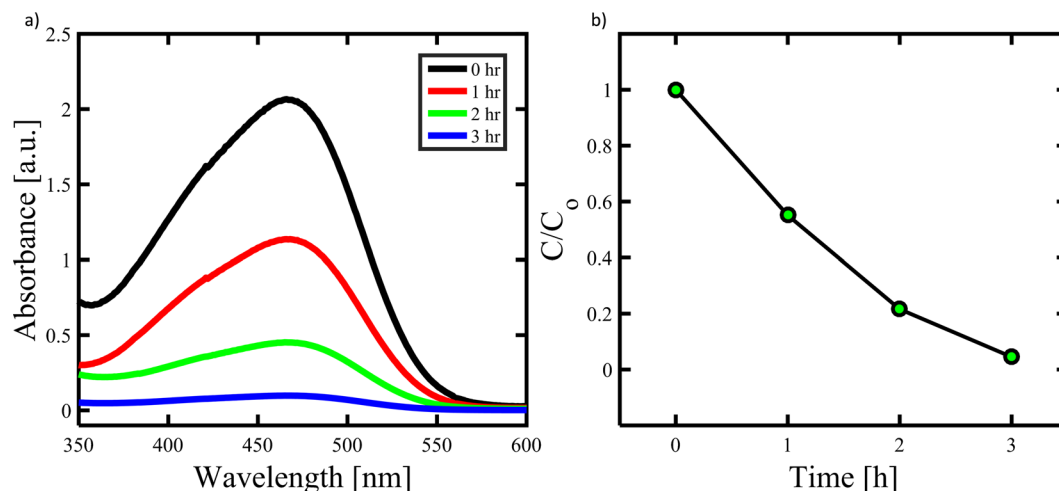 a)
2.5
2
1.5
1
0.5
0
Absorbance [a.u.]
350 400 450 500 550 600
Wavelength [nm]
0 hr
1 hr
2 hr
3 hr
b)
1
0.8
0.6
0.4
0.2
0
C/Co
0 1 2 3
Time [h]